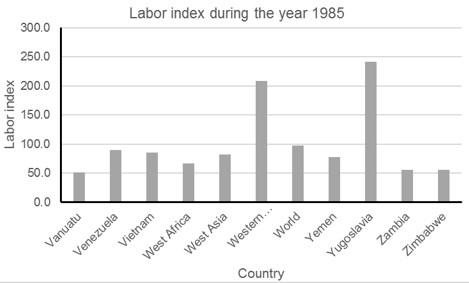 Labor index during the year 1985
300.0
250.0
200.0
150.0
100.0
50.0
0.0
Labor index
Vanuatu
Venezuela
Vietnam
West Africa
West Asia
Western…
World
Yemen
Yugoslavia
Zambia
Zimbabwe
Country